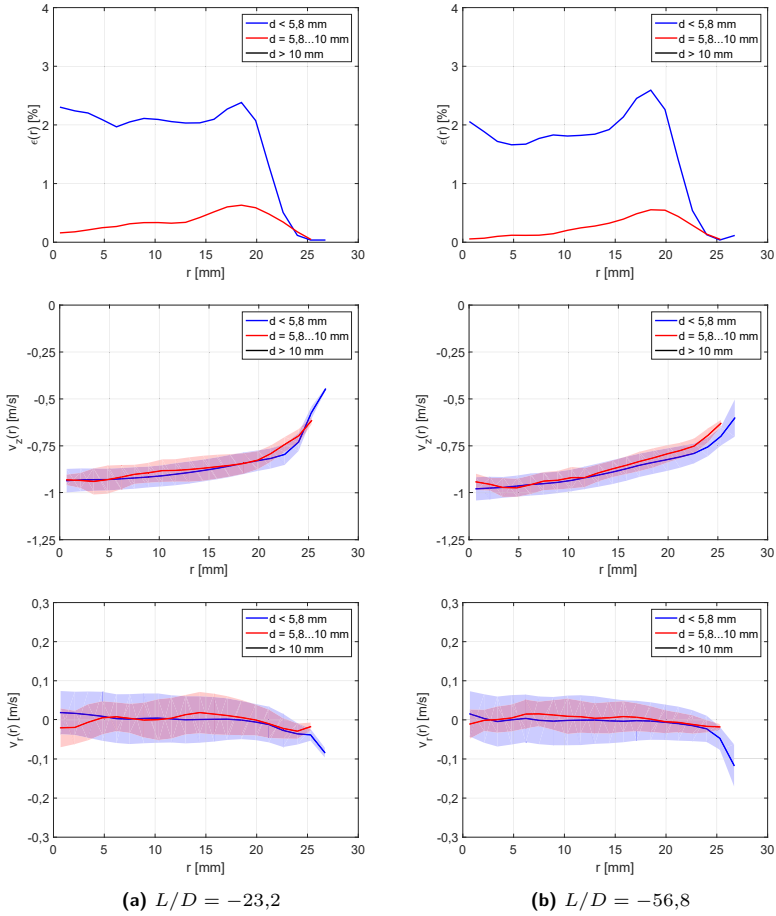 d < 5,8 mm
d = 5,8...10 mm
d > 10 mm
4
3
2
1
0
ϵ(r) [%]
0 5 10 15 20 25 30
r [mm]
d < 5,8 mm
d = 5,8...10 mm
d > 10 mm
4
3
2
1
0
ϵ(r) [%]
0 5 10 15 20 25 30
r [mm]
d < 5,8 mm
d = 5,8...10 mm
d > 10 mm
0
-0,25
-0,5
-0,75
-1
-1,25
v_z(r) [m/s]
0 5 10 15 20 25 30
r [mm]
d < 5,8 mm
d = 5,8...10 mm
d > 10 mm
0
-0,25
-0,5
-0,75
-1
-1,25
v_z(r) [m/s]
0 5 10 15 20 25 30
r [mm]
d < 5,8 mm
d = 5,8...10 mm
d > 10 mm
0,3
0,2
0,1
0
-0,1
-0,2
-0,3
v_r(r) [m/s]
0 5 10 15 20 25 30
r [mm]
d < 5,8 mm
d = 5,8...10 mm
d > 10 mm
0,3
0,2
0,1
0
-0,1
-0,2
-0,3
v_r(r) [m/s]
0 5 10 15 20 25 30
r [mm]
(a) L/D = −23,2
(b) L/D = −56,8